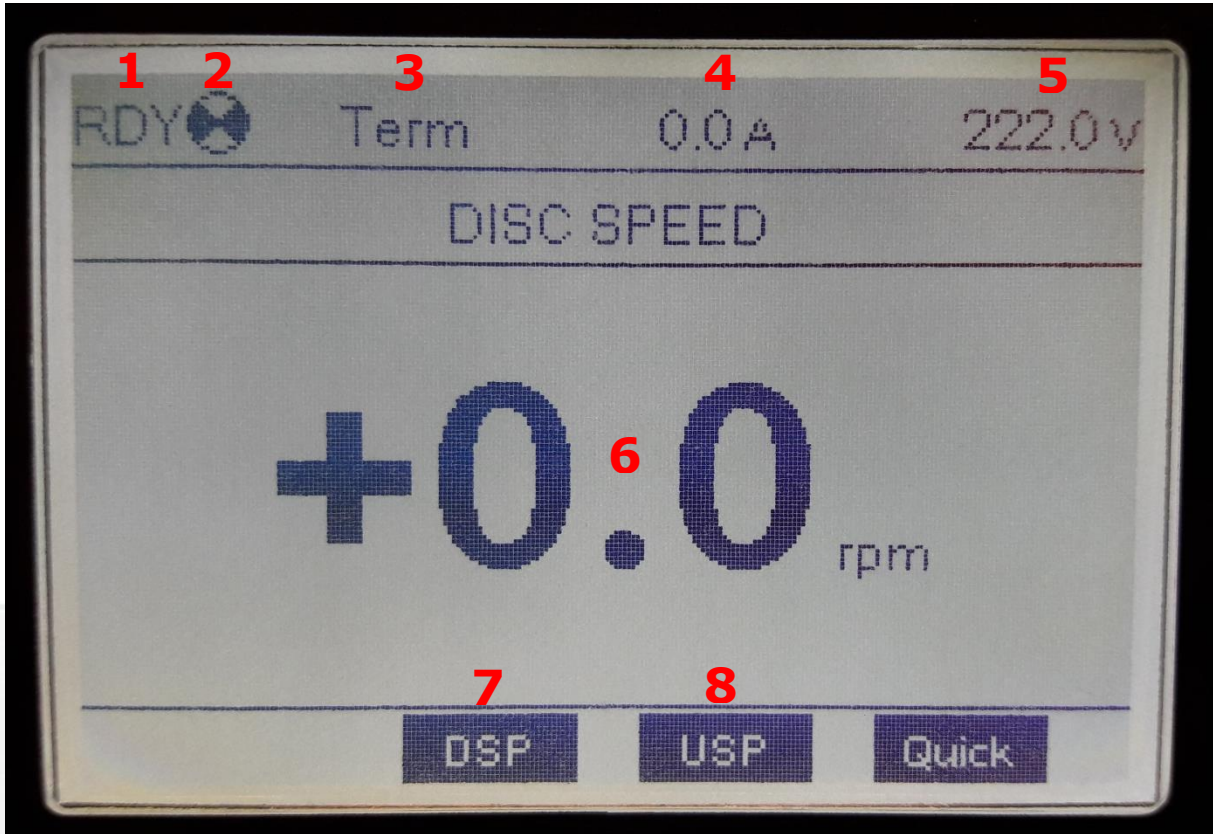 1 2 3 4 5
RDY Term 0.0 A 222.0 V
DISC SPEED
6
+0.0 rpm
7 8
DSP USP Quick